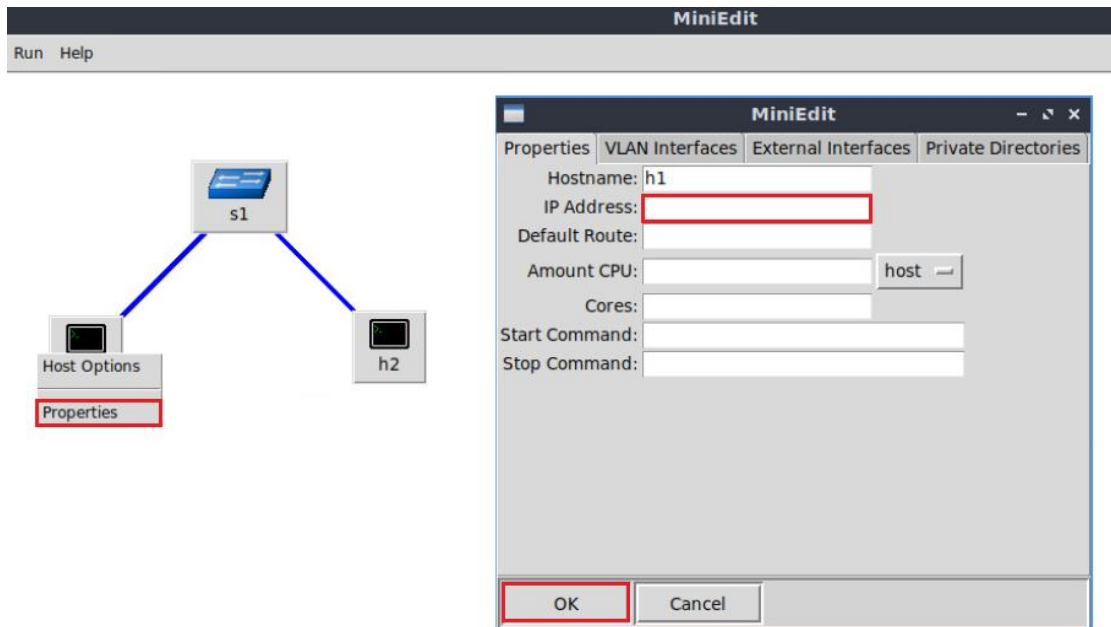 MiniEdit
Run Help
MiniEdit
Properties VLAN Interfaces External Interfaces Private Directories
Hostname: h1
IP Address:
Default Route:
Amount CPU: host
Cores:
Start Command:
Stop Command:
OK Cancel
s1
h2
Host Options
Properties